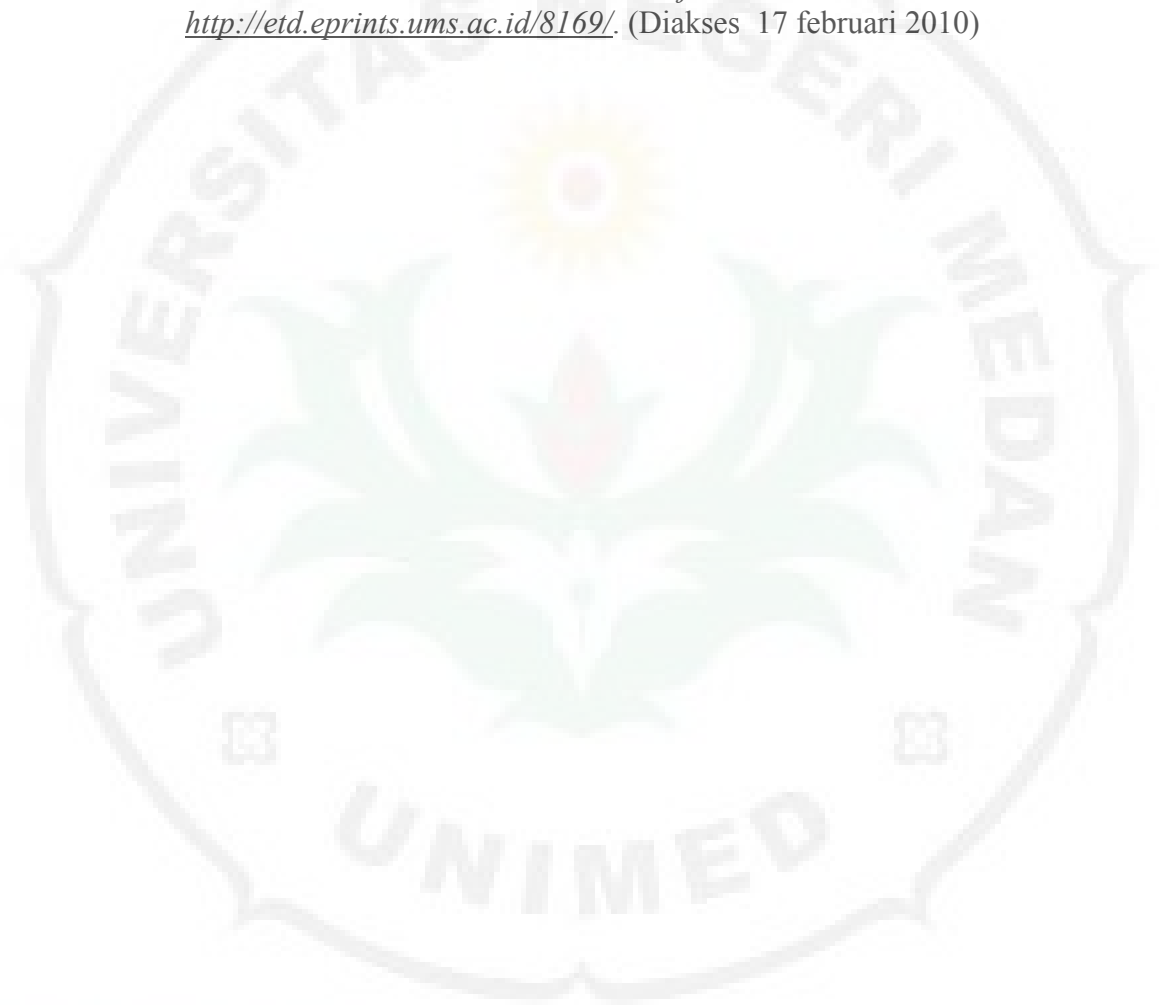 http://etd.eprints.ums.ac.id/8169/. (Diakses 17 februari 2010)
UNIVERSITAS NEGERI MEDAN
UNIMED